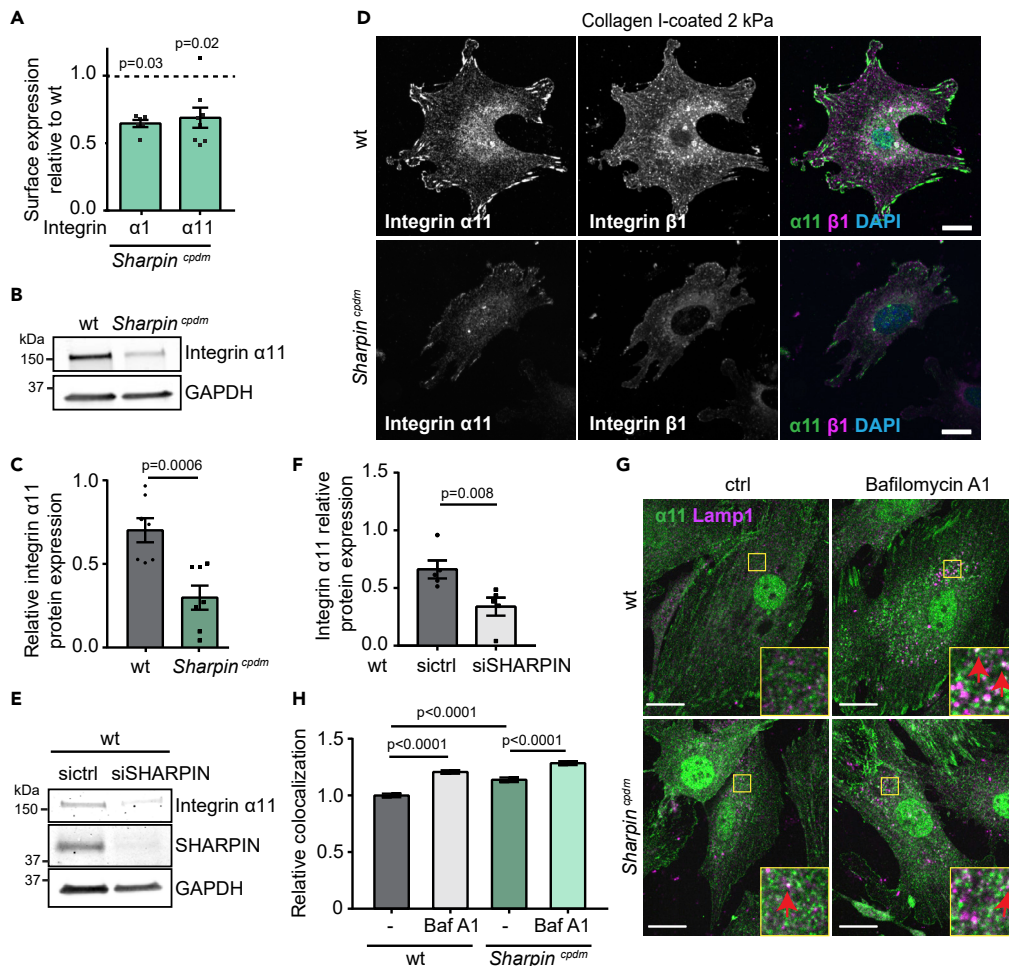 A
Surface expression
relative to wt
1.0
0.5
0.0
p=0.03
p=0.02
Integrin α1 α11
Sharpin cpdm
B
wt Sharpin cpdm
kDa
150
Integrin α11
37
GAPDH
C
Relative integrin α11
protein expression
1.0
0.5
0.0
p=0.0006
wt Sharpin cpdm
D
Collagen I-coated 2 kPa
wt
Integrin α11
Integrin β1
α11 β1 DAPI
Sharpin cpdm
Integrin α11
Integrin β1
α11 β1 DAPI
E
wt
sictrl siSHARPIN
kDa
150
Integrin α11
SHARPIN
37
37
GAPDH
F
Integrin α11 relative
protein expression
1.5
1.0
0.5
0.0
p=0.008
wt sictrl siSHARPIN
G
ctrl Bafilomycin A1
α11 Lamp1
wt
Sharpin cpdm
H
Relative colocalization
1.5
1.0
0.0
p<0.0001
p<0.0001
p<0.0001
- Baf A1 - Baf A1
wt Sharpin cpdm